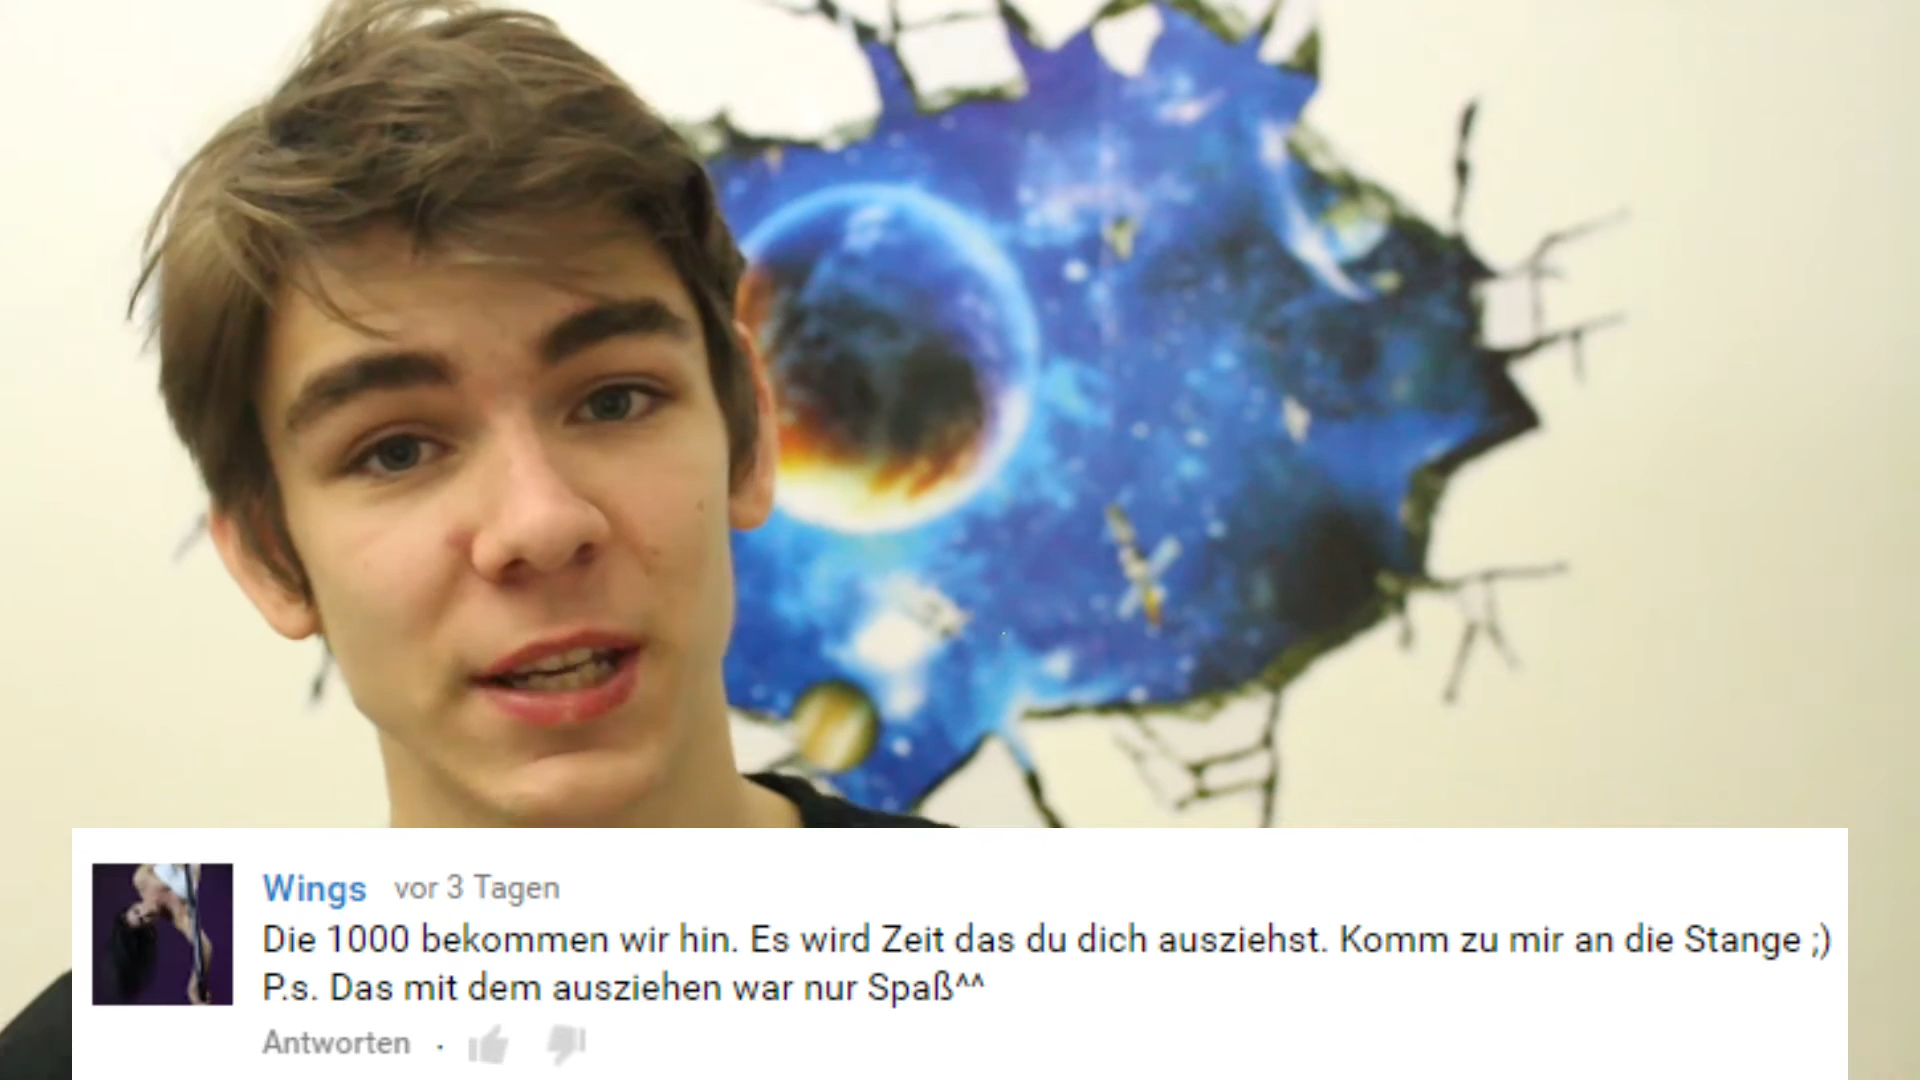 Wings vor 3 Tagen
Die 1000 bekommen wir hin. Es wird Zeit das du dich ausziehst. Komm zu mir an die Stange ;)
P.s. Das mit dem ausziehen war nur Spaß^^
Antworten ·